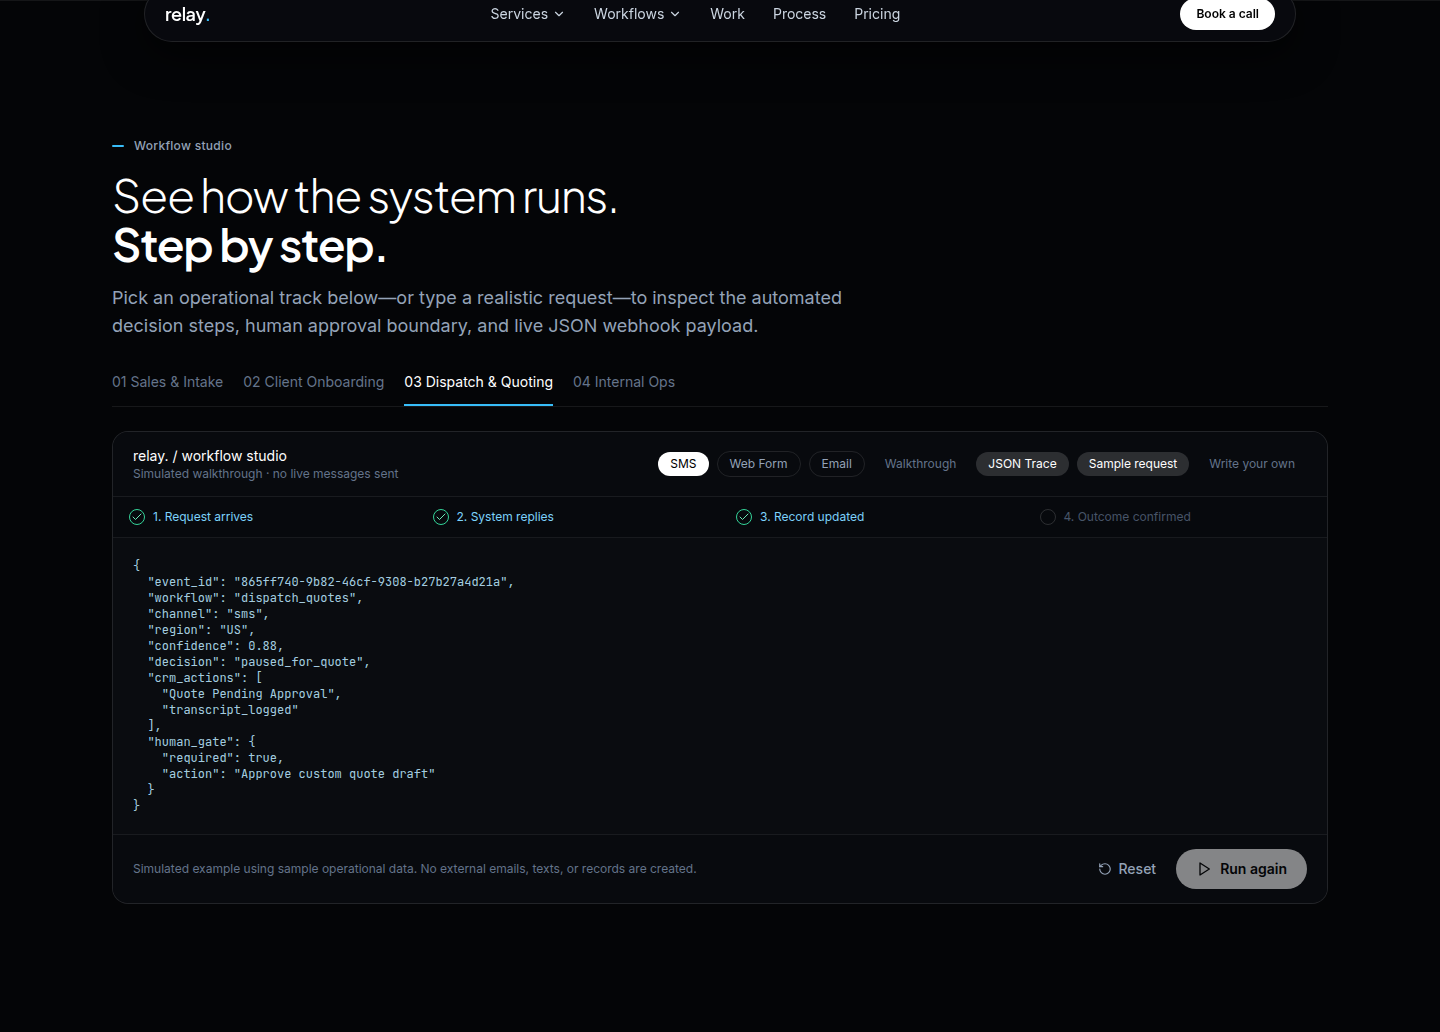 relay.
Services
Workflows
Work
Process
Pricing
Book a call
Workflow studio
See how the system runs.
Step by step.
Pick an operational track below—or type a realistic request—to inspect the automated
decision steps, human approval boundary, and live JSON webhook payload.
01 Sales & Intake
02 Client Onboarding
03 Dispatch & Quoting
04 Internal Ops
relay. / workflow studio
Simulated walkthrough · no live messages sent
SMS
Web Form
Email
Walkthrough
JSON Trace
Sample request
Write your own
1. Request arrives
2. System replies
3. Record updated
4. Outcome confirmed
{
  "event_id": "865ff740-9b82-46cf-9308-b27b27a4d21a",
  "workflow": "dispatch_quotes",
  "channel": "sms",
  "region": "US",
  "confidence": 0.88,
  "decision": "paused_for_quote",
  "crm_actions": [
    "Quote Pending Approval",
    "transcript_logged"
  ],
  "human_gate": {
    "required": true,
    "action": "Approve custom quote draft"
  }
}
Simulated example using sample operational data. No external emails, texts, or records are created.
Reset
Run again